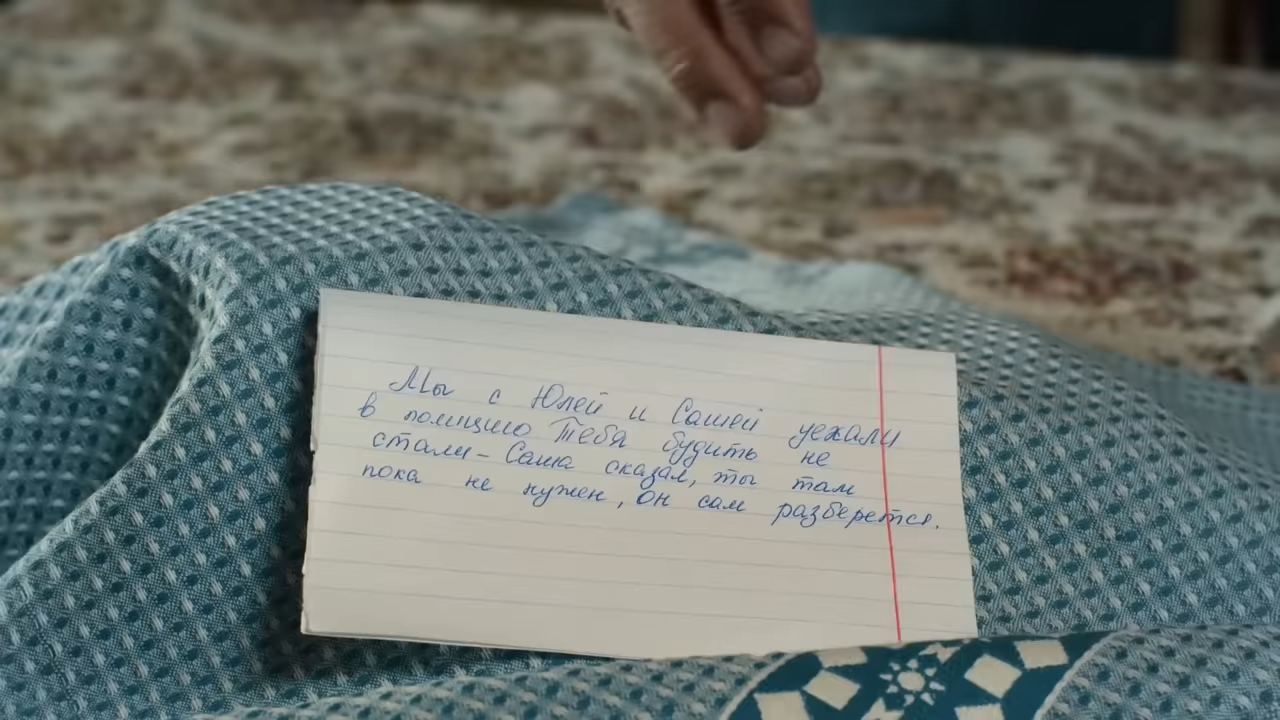 Мы с Юлей и Сашей уехали
в полицию Тебя будить не
стали - Саша сказал, ты там
пока не нужен, он сам разберется.